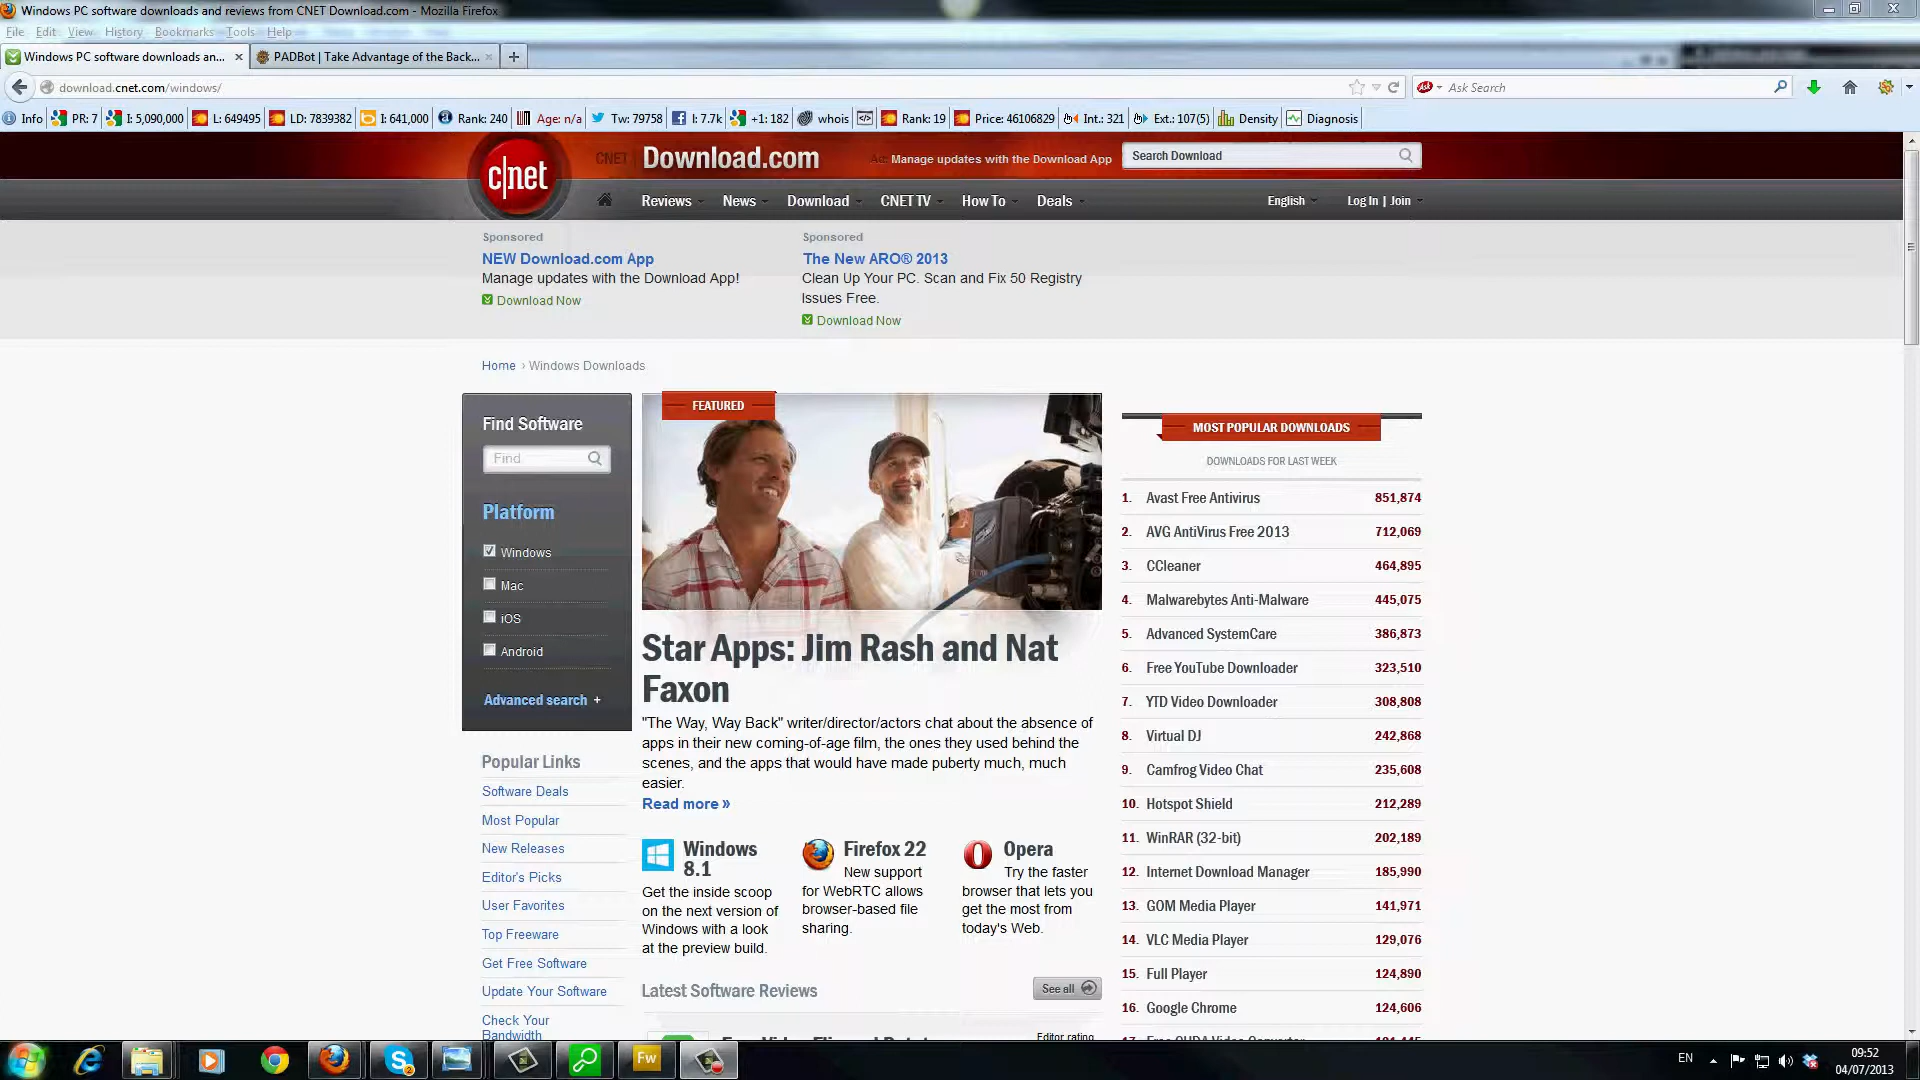 Windows PC software downloads and reviews from CNET Download.com - Mozilla Firefox
File Edit View History Bookmarks Tools Help
Windows PC software downloads an... PADBot | Take Advantage of the Back...
download.cnet.com/windows/ Ask Search
Info PR: 7 I: 5,090,000 L: 649495 LD: 7839382 I: 641,000 Rank: 240 Age: n/a Tw: 79758 l: 7.7k +1: 182 whois Rank: 19 Price: 46106829 Int.: 321 Ext.: 107(5) Density Diagnosis
c|net CNET Download.com Ad: Manage updates with the Download App Search Download
Reviews News Download CNET TV How To Deals English Log In | Join
Sponsored
NEW Download.com App
Manage updates with the Download App!
Download Now
Sponsored
The New ARO® 2013
Clean Up Your PC. Scan and Fix 50 Registry
Issues Free.
Download Now
Home › Windows Downloads
Find Software
Find
Platform
Windows
Mac
iOS
Android
Advanced search +
Popular Links
Software Deals
Most Popular
New Releases
Editor's Picks
User Favorites
Top Freeware
Get Free Software
Update Your Software
Check Your
Bandwidth
FEATURED
Star Apps: Jim Rash and Nat
Faxon
"The Way, Way Back" writer/director/actors chat about the absence of
apps in their new coming-of-age film, the ones they used behind the
scenes, and the apps that would have made puberty much, much
easier.
Read more »
Windows
8.1
Get the inside scoop
on the next version of
Windows with a look
at the preview build.
Firefox 22
New support
for WebRTC allows
browser-based file
sharing.
Opera
Try the faster
browser that lets you
get the most from
today's Web.
Latest Software Reviews See all
Editor rating
MOST POPULAR DOWNLOADS
DOWNLOADS FOR LAST WEEK
1. Avast Free Antivirus 851,874
2. AVG AntiVirus Free 2013 712,069
3. CCleaner 464,895
4. Malwarebytes Anti-Malware 445,075
5. Advanced SystemCare 386,873
6. Free YouTube Downloader 323,510
7. YTD Video Downloader 308,808
8. Virtual DJ 242,868
9. Camfrog Video Chat 235,608
10. Hotspot Shield 212,289
11. WinRAR (32-bit) 202,189
12. Internet Download Manager 185,990
13. GOM Media Player 141,971
14. VLC Media Player 129,076
15. Full Player 124,890
16. Google Chrome 124,606
Fw EN 09:52
04/07/2013